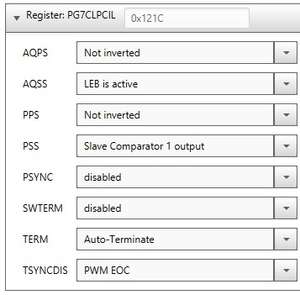 Register: PG7CLPCIL 0x121C
AQPS Not inverted
AQSS LEB is active
PPS Not inverted
PSS Slave Comparator 1 output
PSYNC disabled
SWTERM disabled
TERM Auto-Terminate
TSYNCDIS PWM EOC